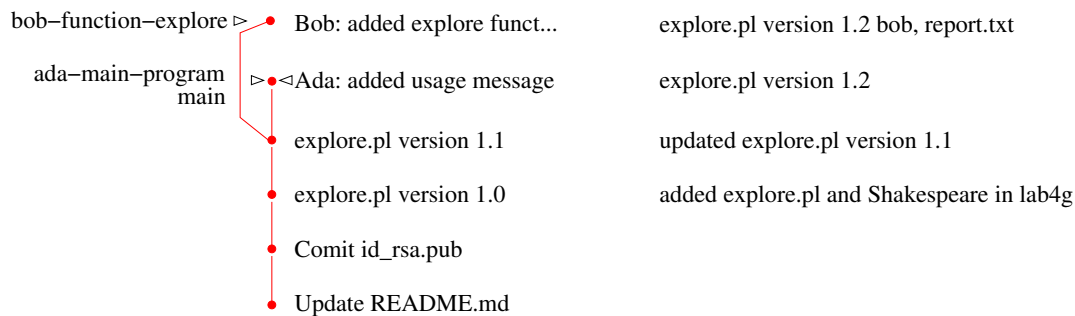 bob−function−explore Bob: added explore funct... explore.pl version 1.2 bob, report.txt
ada−main−program Ada: added usage message explore.pl version 1.2
main
explore.pl version 1.1 updated explore.pl version 1.1
explore.pl version 1.0 added explore.pl and Shakespeare in lab4g
Comit id_rsa.pub
Update README.md